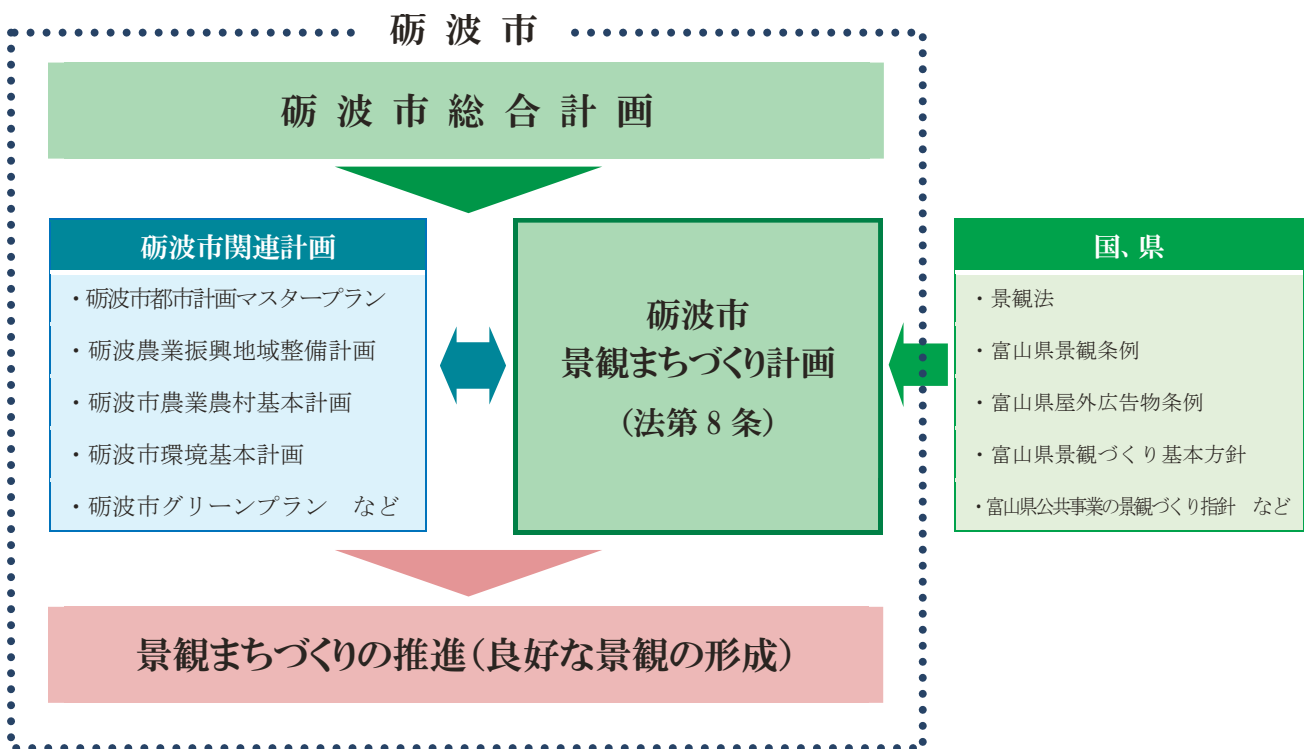 砺波市
砺波市総合計画
砺波市関連計画
・砺波市都市計画マスタープラン
・砺波農業振興地域整備計画
・砺波市農業農村基本計画
・砺波市環境基本計画
・砺波市グリーンプラン　など
砺波市
景観まちづくり計画
（法第8条）
国、県
・景観法
・富山県景観条例
・富山県屋外広告物条例
・富山県景観づくり基本方針
・富山県公共事業の景観づくり指針　など
景観まちづくりの推進（良好な景観の形成）